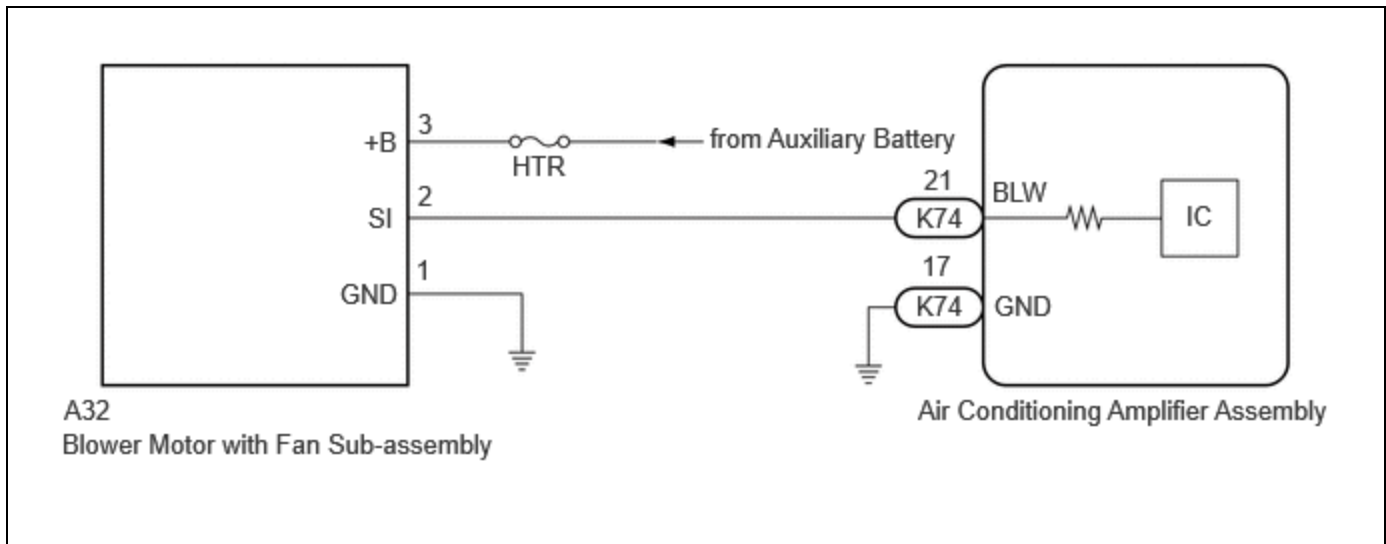 +B
3
HTR
from Auxiliary Battery
SI
2
21
K74
BLW
IC
GND
1
17
K74
GND
A32
Blower Motor with Fan Sub-assembly
Air Conditioning Amplifier Assembly